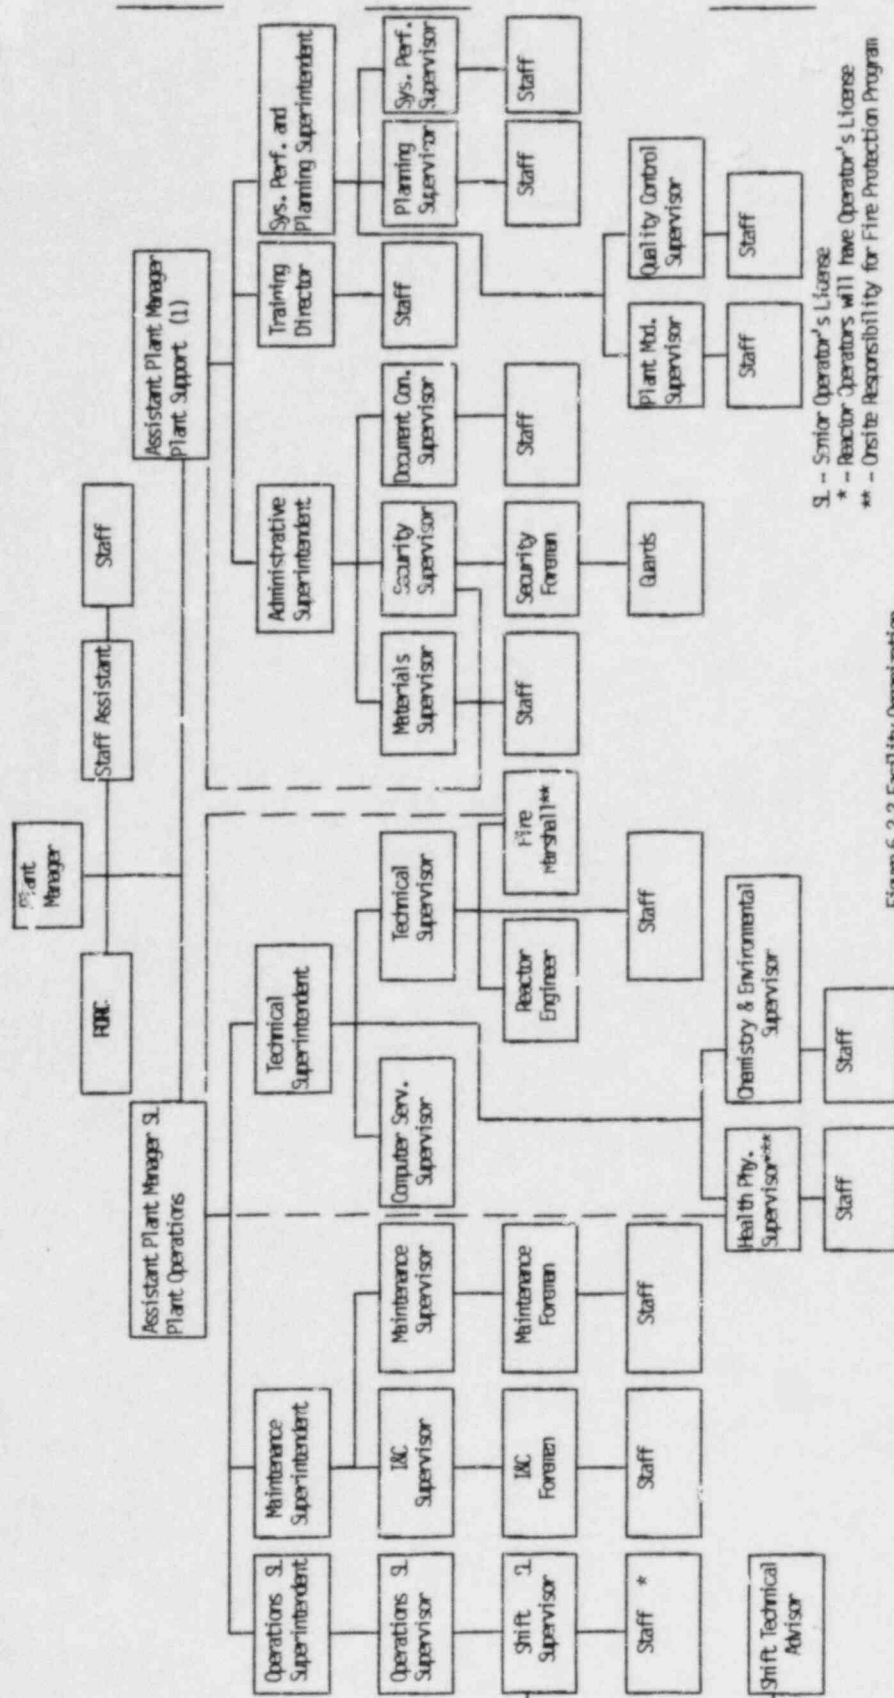 Plant
Manager
PORC
Staff Assistant
Staff
Assistant Plant Manager SL
Plant Operations
Assistant Plant Manager
Plant Support (1)
Operations SL
Superintendent
Maintenance
Superintendent
Technical
Superintendent
Administrative
Superintendent
Training
Director
Sys. Perf. and
Planning Superintendent
Operations SL
Supervisor
I&C
Supervisor
Maintenance
Supervisor
Computer Serv.
Supervisor
Technical
Supervisor
Materials
Supervisor
Security
Supervisor
Document Con.
Supervisor
Staff
Planning
Supervisor
Sys. Perf.
Supervisor
Shift SL
Supervisor
I&C
Foreman
Maintenance
Foreman
Reactor
Engineer
Fire
Marshall**
Staff
Security
Foreman
Staff
Staff
Staff
Staff *
Staff
Staff
Staff
Guards
Plant Mod.
Supervisor
Quality Control
Supervisor
Shift Technical
Advisor
Health Phy.
Supervisor***
Chemistry & Environmental
Supervisor
Staff
Staff
Staff
Staff
SL -- Senior Operator's License
* -- Reactor Operators will have Operator's License
** -- Onsite Responsibility for Fire Protection Program
Figure 6.2.2 Facility Organization